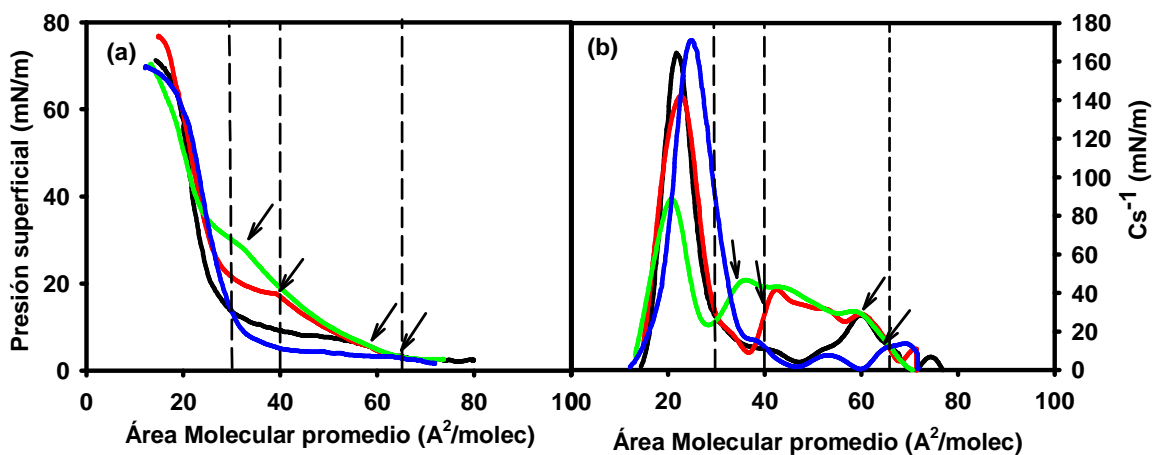 (a)
80
60
40
20
0
Presión superficial (mN/m)
0 20 40 60 80 100
Área Molecular promedio (A²/molec)
(b)
0 20 40 60 80 100
Área Molecular promedio (A²/molec)
180
160
140
120
100
80
60
40
20
0
Cs⁻¹ (mN/m)